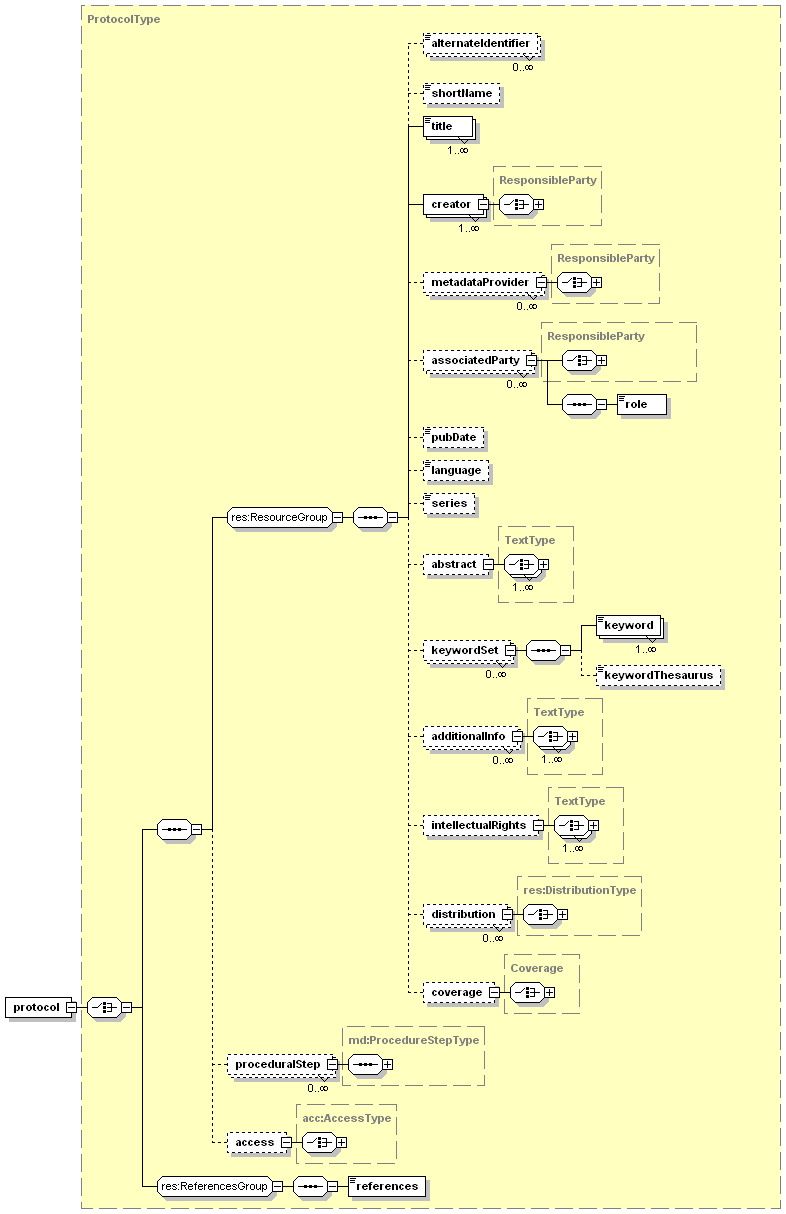 ProtocolType
alternateIdentifier
0..∞
shortName
title
1..∞
ResponsibleParty
creator
1..∞
ResponsibleParty
metadataProvider
0..∞
ResponsibleParty
associatedParty
0..∞
role
pubDate
language
series
res:ResourceGroup
TextType
abstract
1..∞
keyword
1..∞
keywordSet
0..∞
keywordThesaurus
TextType
additionalInfo
0..∞
1..∞
TextType
intellectualRights
1..∞
res:DistributionType
distribution
0..∞
Coverage
coverage
protocol
md:ProcedureStepType
proceduralStep
0..∞
acc:AccessType
access
res:ReferencesGroup
references